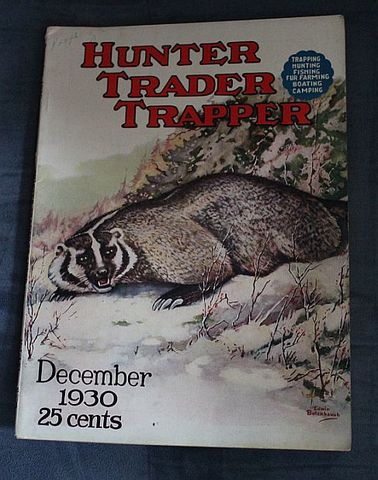 HUNTER
TRADER
TRAPPER
TRAPPING
HUNTING
FISHING
FUR FARMING
BOATING
CAMPING
December
1930
25 cents